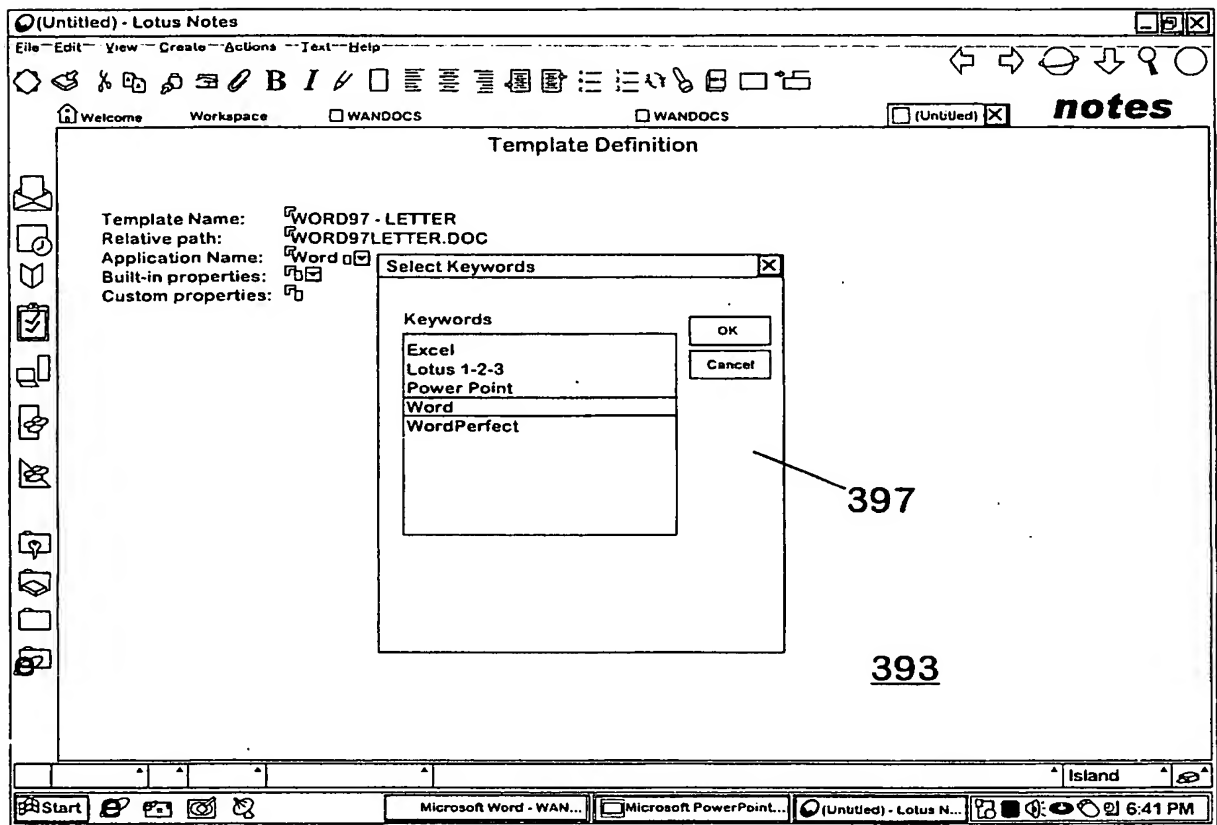 (Untitled) - Lotus Notes
File Edit View Create Actions Text Help
B I
notes
Welcome Workspace WANDOCS WANDOCS (Untitled)
Template Definition
Template Name: WORD97 - LETTER
Relative path: WORD97LETTER.DOC
Application Name: Word
Built-in properties:
Custom properties:
Select Keywords
Keywords
Excel
Lotus 1-2-3
Power Point
Word
WordPerfect
OK
Cancel
397
393
Island
Start Microsoft Word - WAN... Microsoft PowerPoint... (Untitled) - Lotus N... 6:41 PM